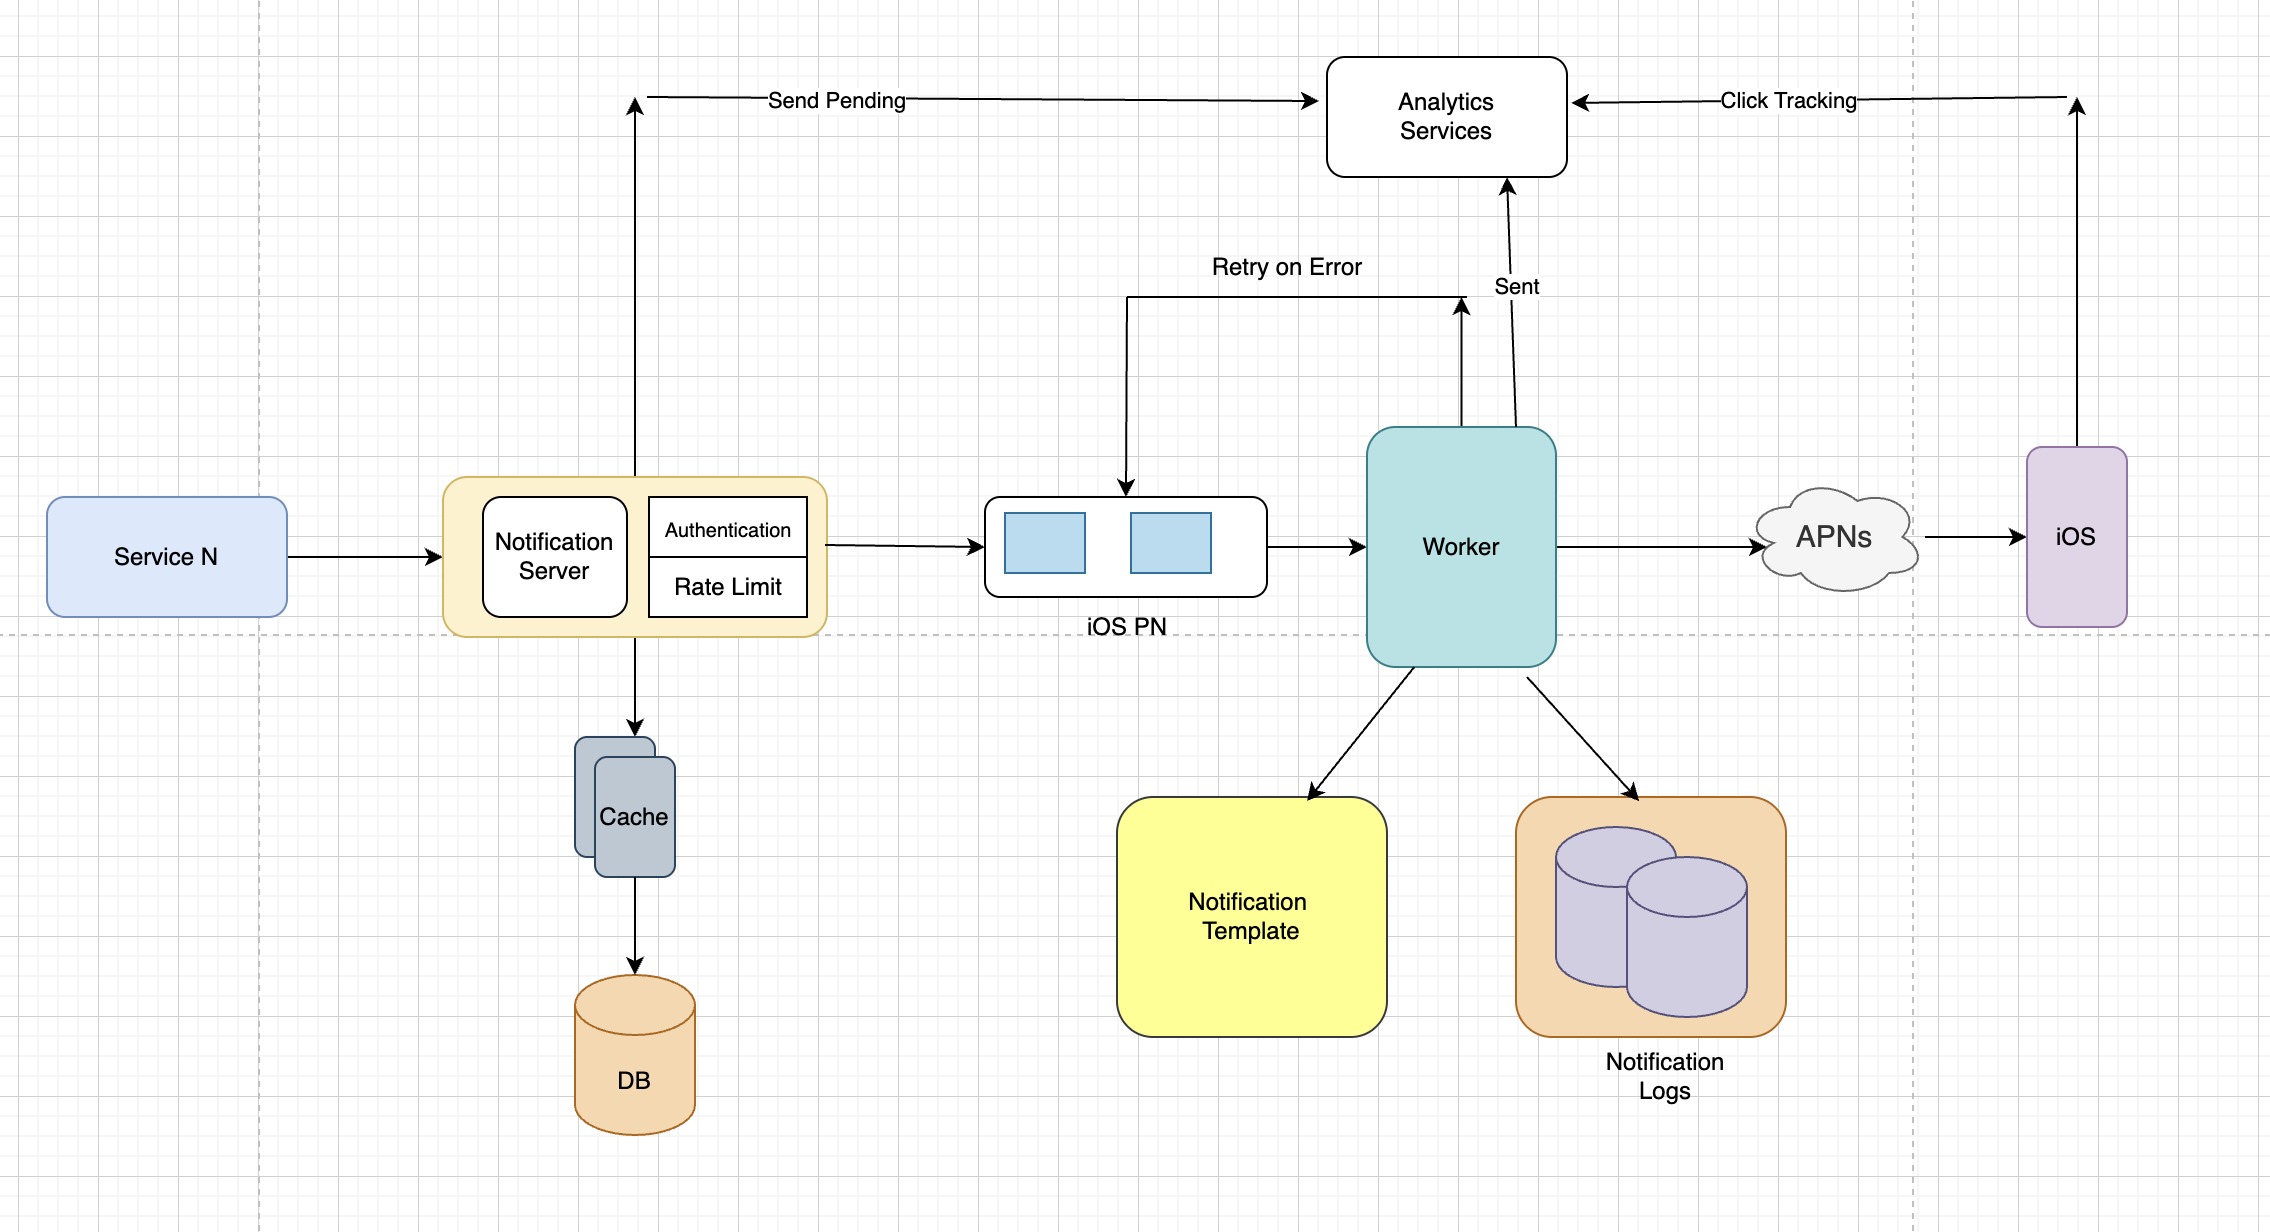 Send Pending
Analytics
Services
Click Tracking
Retry on Error
Sent
Service N
Notification
Server
Authentication
Rate Limit
iOS PN
Worker
APNs
iOS
Cache
DB
Notification
Template
Notification
Logs